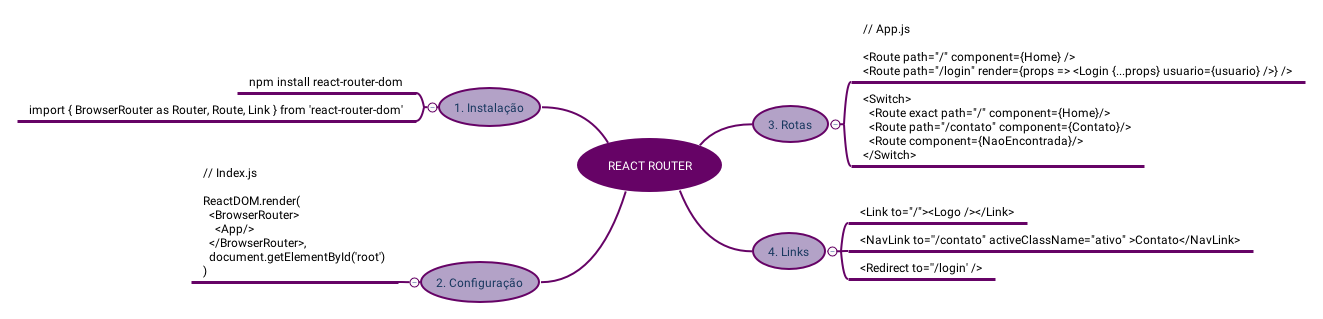 REACT ROUTER
1. Instalação
npm install react-router-dom
import { BrowserRouter as Router, Route, Link } from 'react-router-dom'
2. Configuração
// Index.js
ReactDOM.render(
<BrowserRouter>
<App/>
</BrowserRouter>,
document.getElementById('root')
)
3. Rotas
// App.js
<Route path="/" component={Home} />
<Route path="/login" render={props => <Login {...props} usuario={usuario} />} />
<Switch>
<Route exact path="/" component={Home}/>
<Route path="/contato" component={Contato}/>
<Route component={NaoEncontrada}/>
</Switch>
4. Links
<Link to="/"><Logo /></Link>
<NavLink to="/contato" activeClassName="ativo" >Contato</NavLink>
<Redirect to="/login' />